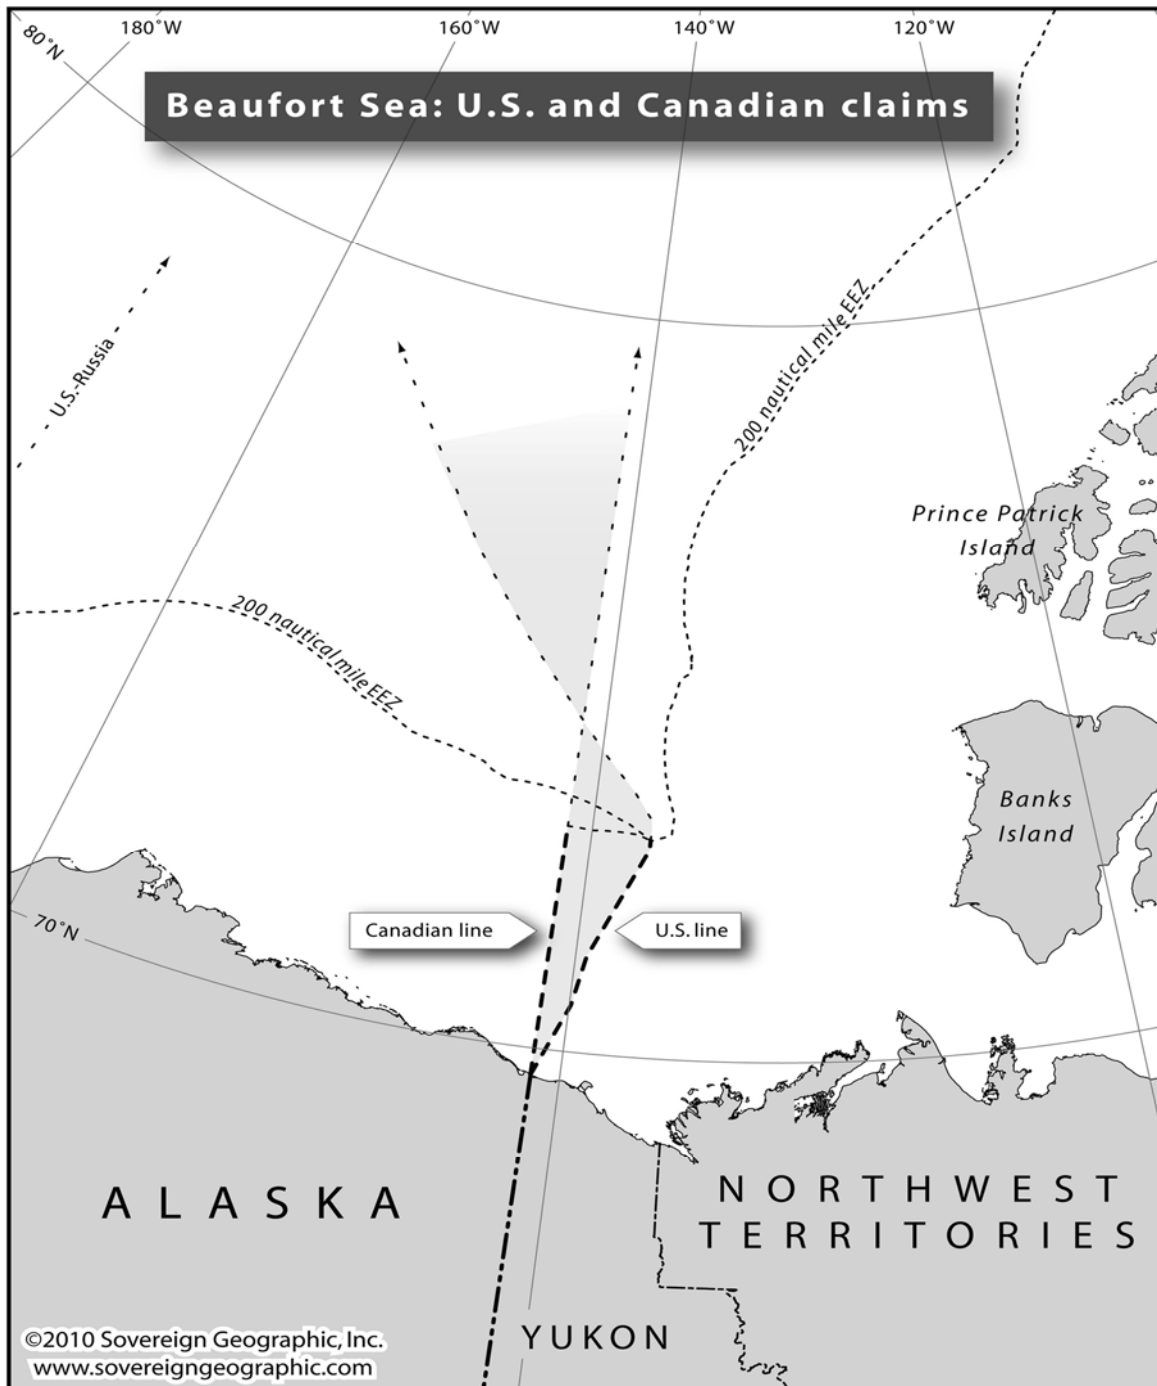 180˚W
160˚W
140˚W
120˚W
80˚N
Beaufort Sea: U.S. and Canadian claims
U.S.-Russia
200 nautical mile EEZ
Prince Patrick
Island
200 nautical mile EEZ
Banks
Island
Canadian line
U.S. line
70˚N
ALASKA
NORTHWEST
TERRITORIES
YUKON
©2010 Sovereign Geographic, Inc.
www.sovereigngeographic.com